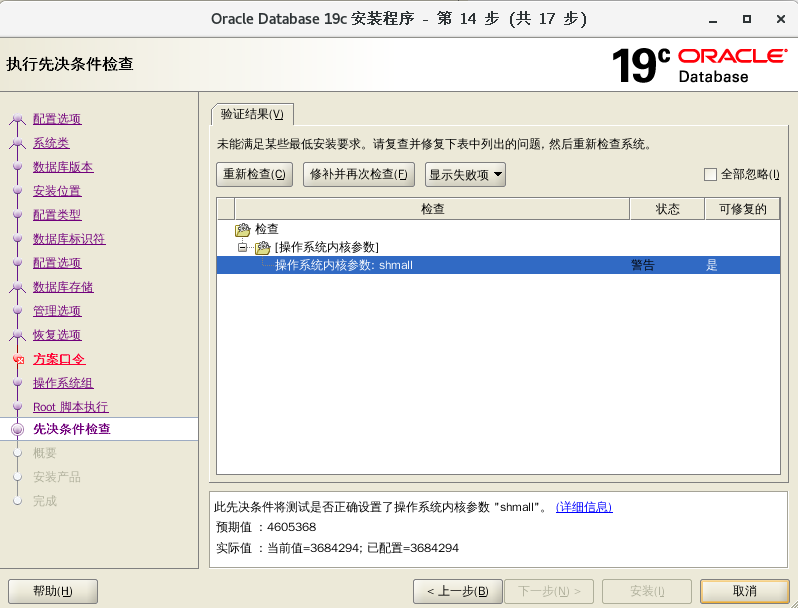 Oracle Database 19c 安装程序 - 第 14 步 (共 17 步)
执行先决条件检查
19c ORACLE Database
配置选项
系统类
数据库版本
安装位置
配置类型
数据库标识符
配置选项
数据库存储
管理选项
恢复选项
方案口令
操作系统组
Root 脚本执行
先决条件检查
概要
安装产品
完成
验证结果(V)
未能满足某些最低安装要求。请复查并修复下表中列出的问题, 然后重新检查系统。
重新检查(C) 修补并再次检查(F) 显示失败项 全部忽略(I)
检查 状态 可修复的
检查
[操作系统内核参数]
操作系统内核参数: shmall 警告 是
此先决条件将测试是否正确设置了操作系统内核参数 "shmall"。 (详细信息)
预期值 : 4605368
实际值 : 当前值=3684294; 已配置=3684294
帮助(H) < 上一步(B) 下一步(N) > 安装(I) 取消